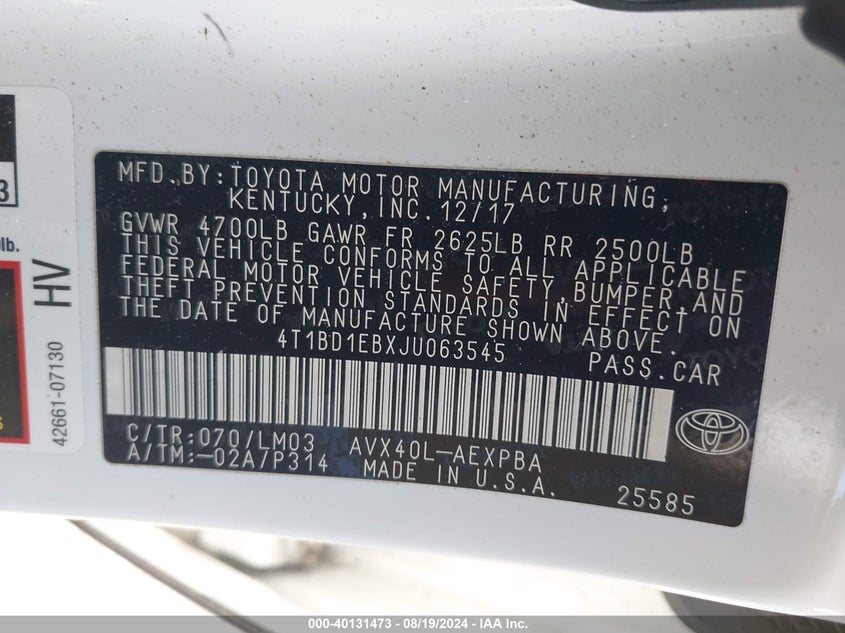 MFD. BY: TOYOTA MOTOR MANUFACTURING,
KENTUCKY, INC. 12/17
GVWR 4700LB GAWR FR 2625LB RR 2500LB
THIS VEHICLE CONFORMS TO ALL APPLICABLE
FEDERAL MOTOR VEHICLE SAFETY, BUMPER, AND
THEFT PREVENTION STANDARDS IN EFFECT ON
THE DATE OF MANUFACTURE SHOWN ABOVE.
4T1BD1EBXJU063545
PASS. CAR
C/TR: 070/LM03 AVX40L-AEXPBA
A/TM: -02A/P314 MADE IN U.S.A.
25585
3
lb.
HV
42661-07130
000-40131473 - 08/19/2024 - IAA Inc.